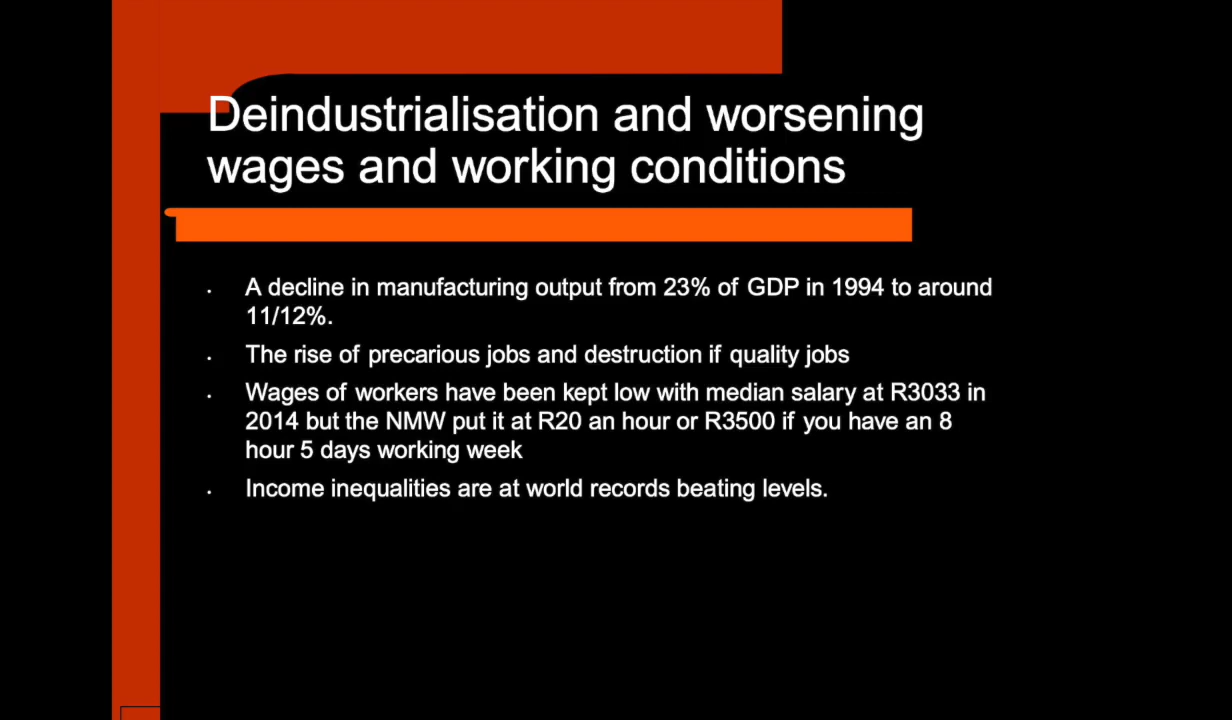 Deindustrialisation and worsening
wages and working conditions
• A decline in manufacturing output from 23% of GDP in 1994 to around
11/12%.
• The rise of precarious jobs and destruction if quality jobs
• Wages of workers have been kept low with median salary at R3033 in
2014 but the NMW put it at R20 an hour or R3500 if you have an 8
hour 5 days working week
• Income inequalities are at world records beating levels.